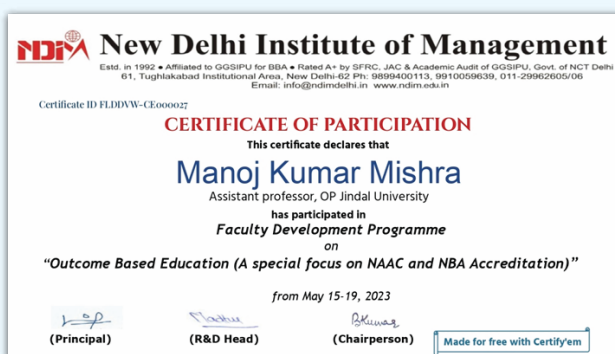 NDIM New Delhi Institute of Management
Estd. in 1992 ● Affiliated to GGSIPU for BBA ● Rated A+ by SFRC, JAC & Academic Audit of GGSIPU, Govt. of NCT Delhi
61, Tughlakabad Institutional Area, New Delhi-62 Ph: 9899400113, 9910059639, 011-29962605/06
Email: info@ndimdelhi.in www.ndim.edu.in
Certificate ID FLDDVW-CE000027
CERTIFICATE OF PARTICIPATION
This certificate declares that
Manoj Kumar Mishra
Assistant professor, OP Jindal University
has participated in
Faculty Development Programme
on
“Outcome Based Education (A special focus on NAAC and NBA Accreditation)”
from May 15-19, 2023
BKumar
(Principal) (R&D Head) (Chairperson)
Made for free with Certify'em